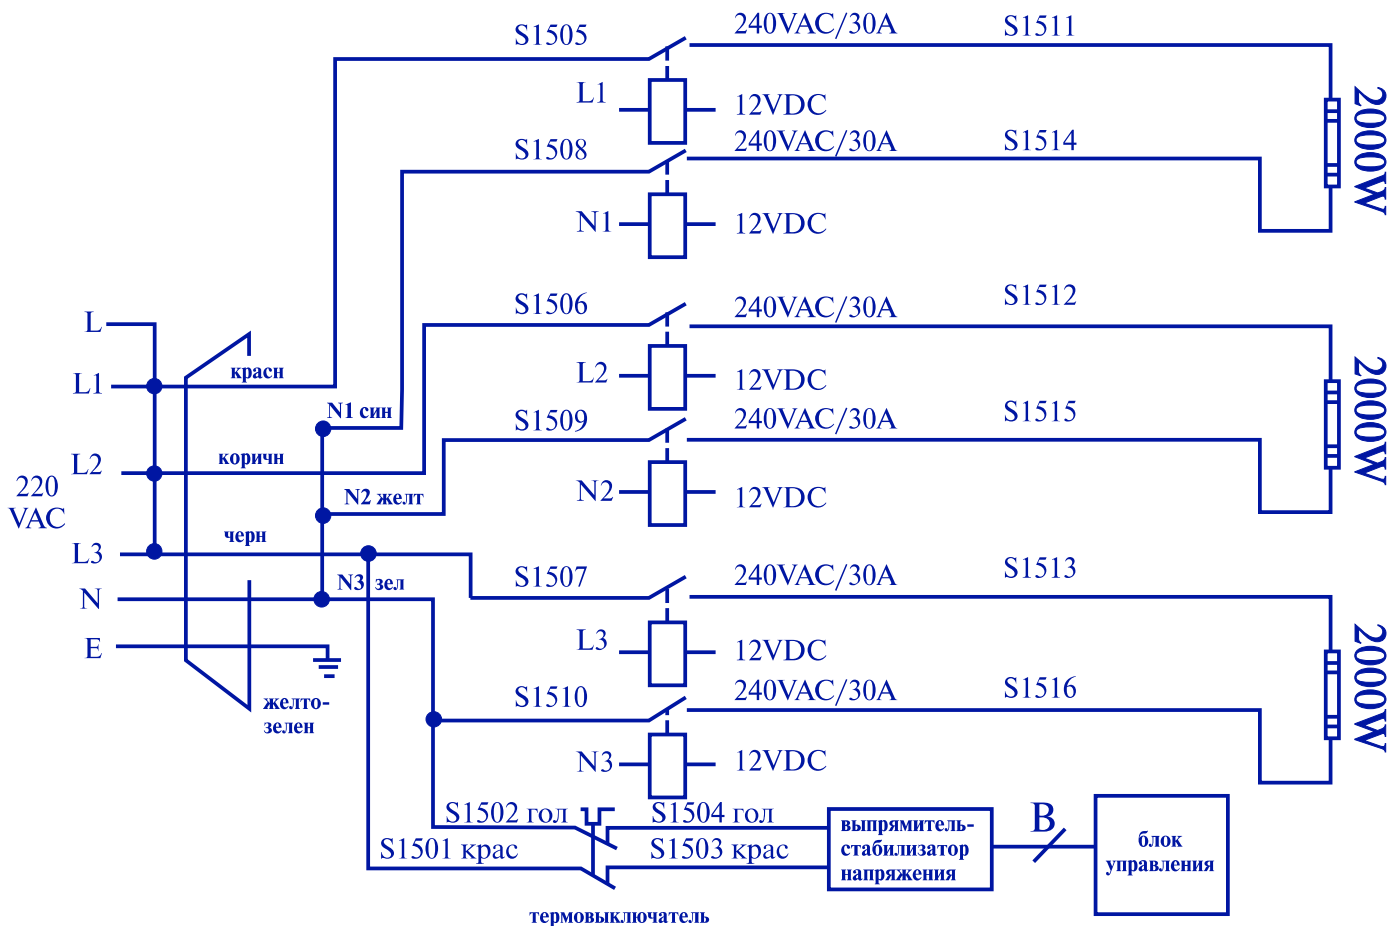 S1505
240VAC/30A
S1511
L1
12VDC
2000W
S1508
240VAC/30A
S1514
N1
12VDC
S1506
240VAC/30A
S1512
L2
12VDC
2000W
S1509
240VAC/30A
S1515
N2
12VDC
L
L1
красн
N1 син
L2
коричн
220
VAC
N2 желт
L3
черн
N
N3 зел
E
желто-
зелен
S1507
240VAC/30A
S1513
L3
12VDC
2000W
S1510
240VAC/30A
S1516
N3
12VDC
S1502 гол
S1504 гол
S1501 крас
S1503 крас
выпрямитель-
стабилизатор
напряжения
B
блок
управления
термовыключатель